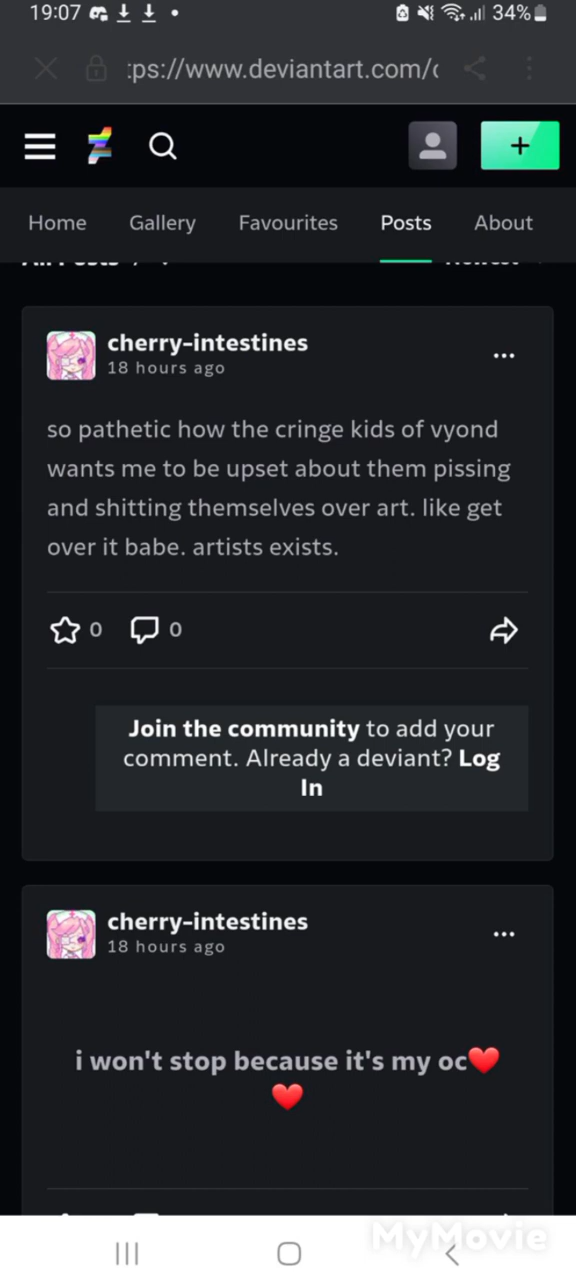 19:07
34%
:ps://www.deviantart.com/c
+
Home Gallery Favourites Posts About
cherry-intestines
18 hours ago
so pathetic how the cringe kids of vyond
wants me to be upset about them pissing
and shitting themselves over art. like get
over it babe. artists exists.
0 0
Join the community to add your
comment. Already a deviant? Log
In
cherry-intestines
18 hours ago
i won't stop because it's my oc❤️
❤️
MyMovie